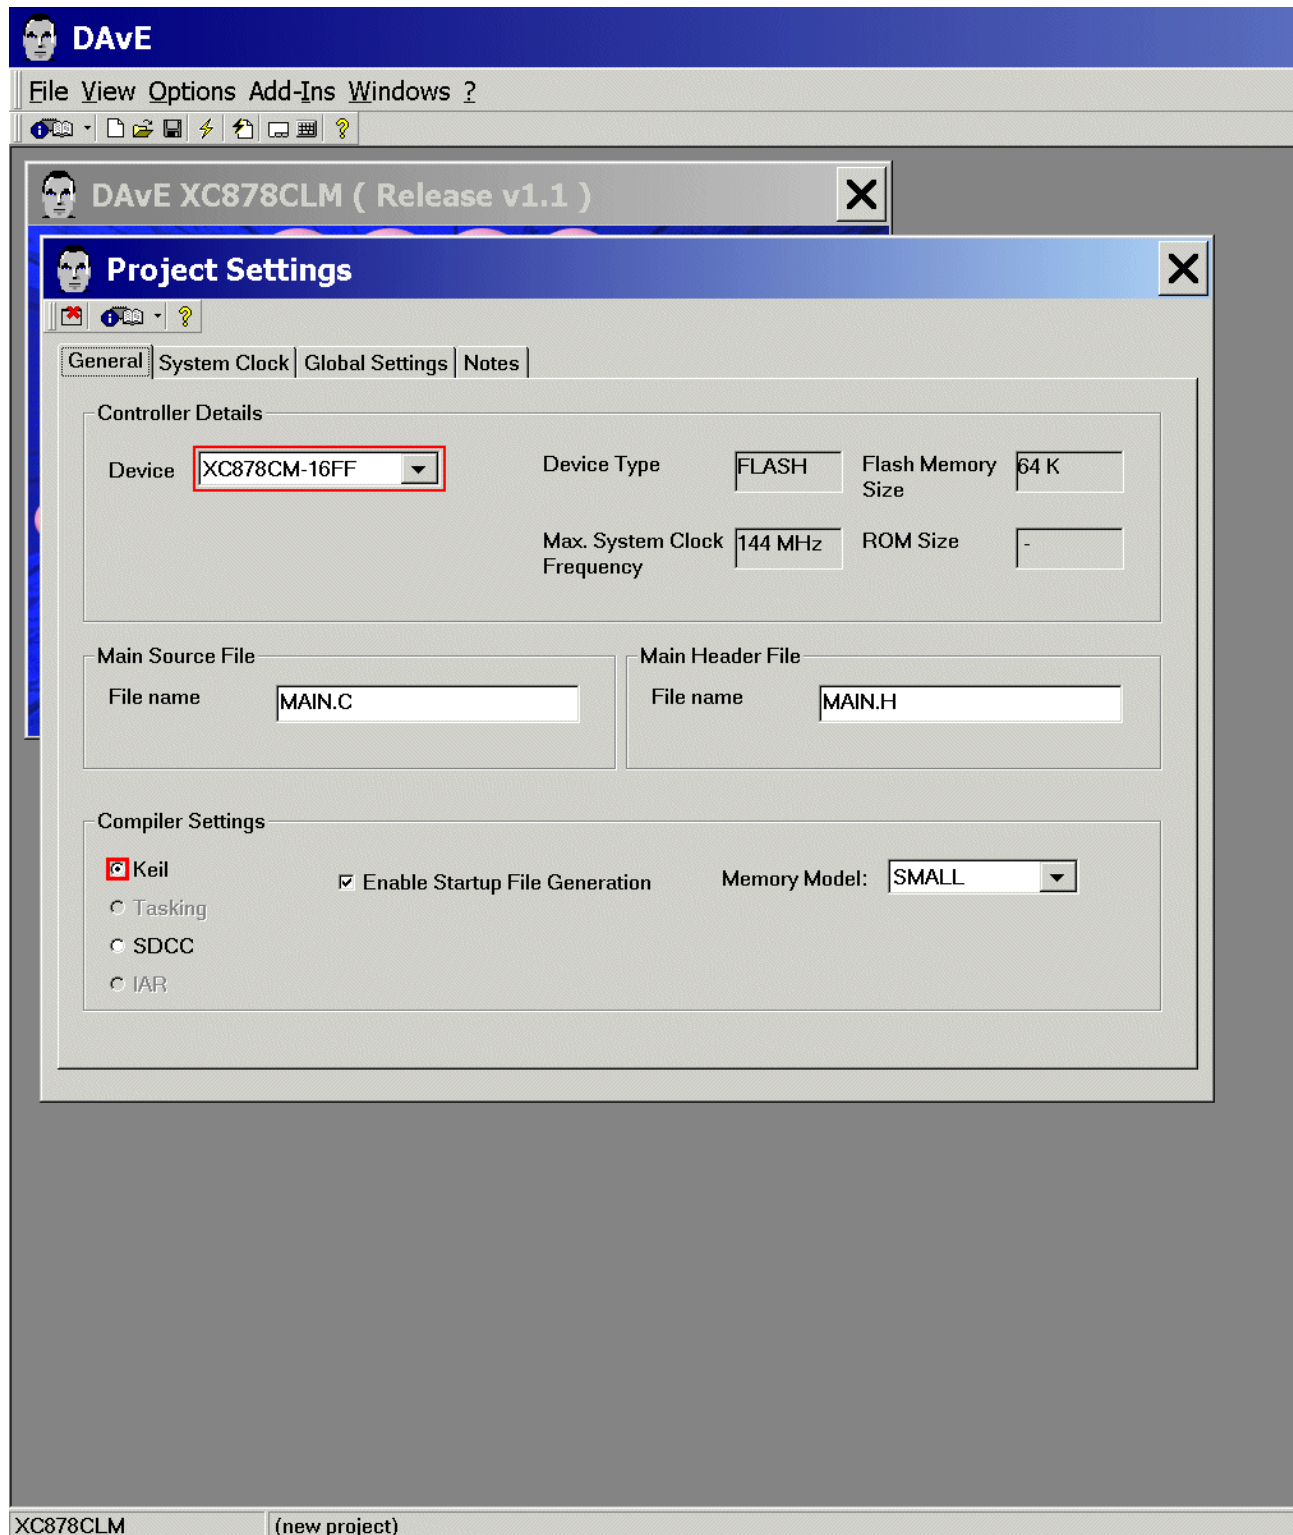 DAvE
File View Options Add-Ins Windows ?
DAvE XC878CLM ( Release v1.1 )
Project Settings
General System Clock Global Settings Notes
Controller Details
Device XC878CM-16FF Device Type FLASH Flash Memory Size 64 K
Max. System Clock Frequency 144 MHz ROM Size -
Main Source File
File name MAIN.C
Main Header File
File name MAIN.H
Compiler Settings
Keil
Tasking
SDCC
IAR
Enable Startup File Generation
Memory Model: SMALL
XC878CLM (new project)